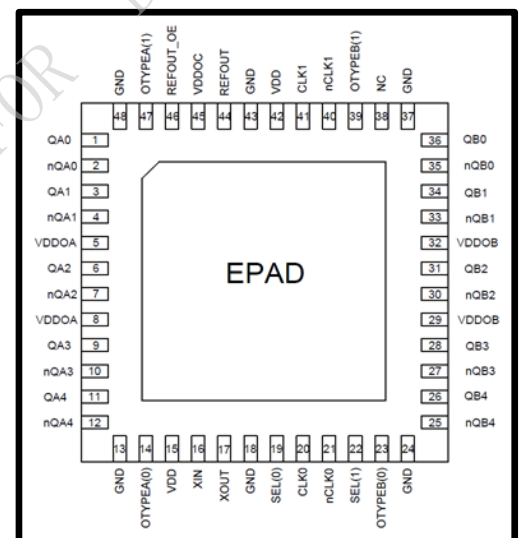 FOR
GND
OTYPEA(1)
REFOUT_OE
VDDOC
REFOUT
GND
VDD
CLK1
nCLK1
OTYPEB(1)
NC
GND
48 47 46 45 44 43 42 41 40 39 38 37
QA0 1 36 QB0
nQA0 2 35 nQB0
QA1 3 34 QB1
nQA1 4 33 nQB1
VDDOA 5 32 VDDOB
QA2 6 31 QB2
nQA2 7 30 nQB2
VDDOA 8 29 VDDOB
QA3 9 28 QB3
nQA3 10 27 nQB3
QA4 11 26 QB4
nQA4 12 25 nQB4
EPAD
13 14 15 16 17 18 19 20 21 22 23 24
GND
OTYPEA(0)
VDD
XIN
XOUT
GND
SEL(0)
CLK0
nCLK0
SEL(1)
OTYPEB(0)
GND